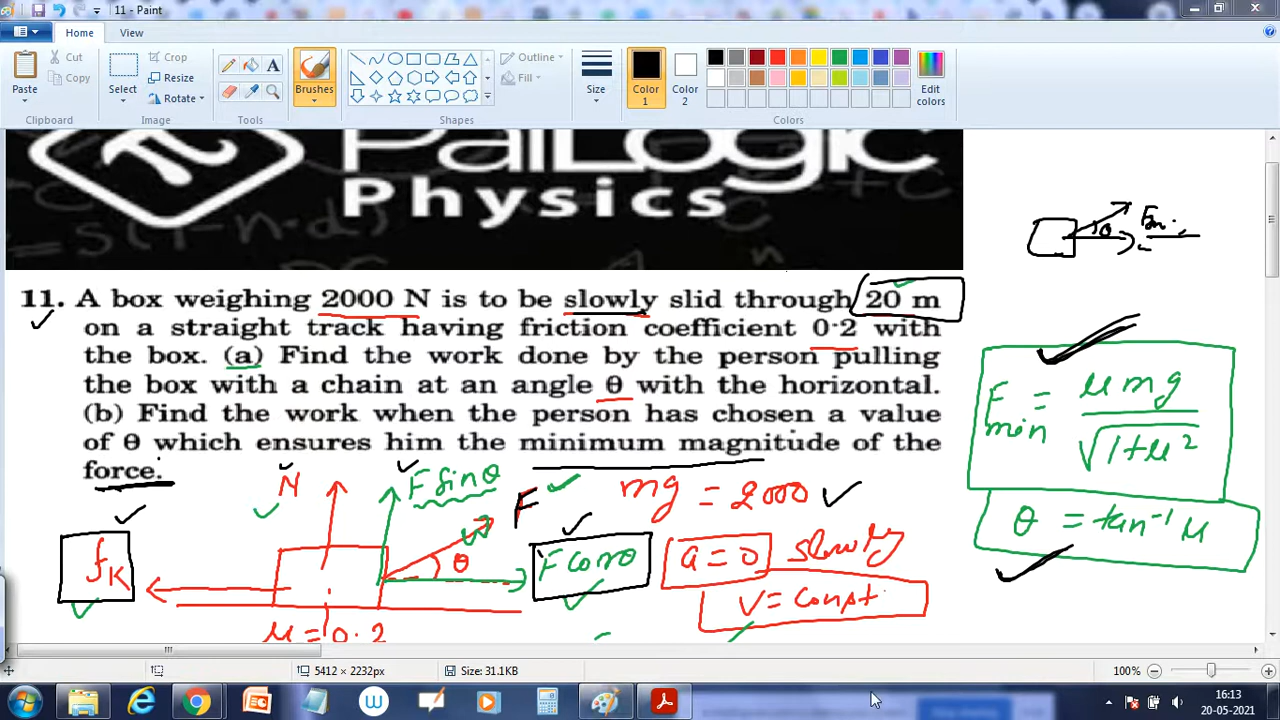 11 - Paint
Home
View
Paste
Clipboard
Cut
Copy
Select
Crop
Resize
Rotate
Image
Tools
Brushes
Shapes
Outline
Fill
Size
Color 1
Color 2
Edit colors
Colors
PaiLogic
Physics
= s(1-n·ds)
+ c
11. A box weighing 2000 N is to be slowly slid through 20 m
on a straight track having friction coefficient 0·2 with
the box. (a) Find the work done by the person pulling
the box with a chain at an angle θ with the horizontal.
(b) Find the work when the person has chosen a value
of θ which ensures him the minimum magnitude of the
force.
θ
F min = μmg / √1+μ²
θ = tan⁻¹ μ
N
F sinθ
F
mg = 2000
fK
θ
F cosθ
a = 0
slowly
v = const
μ = 0.2
5412 × 2232px
Size: 31.1KB
100%
16:13
20-05-2021